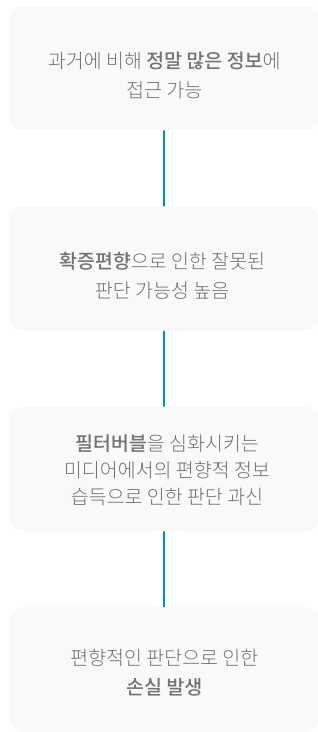 과거에 비해 정말 많은 정보에
접근 가능
확증편향으로 인한 잘못된
판단 가능성 높음
필터버블을 심화시키는
미디어에서의 편향적 정보
습득으로 인한 판단 과신
편향적인 판단으로 인한
손실 발생